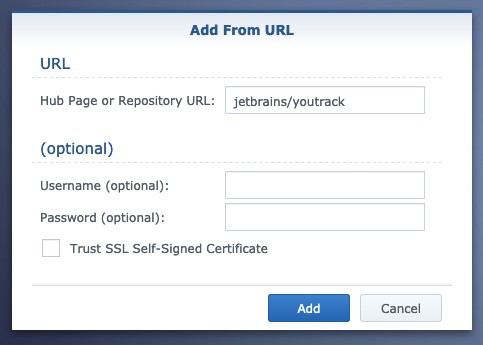 Add From URL
URL
Hub Page or Repository URL: jetbrains/youtrack
(optional)
Username (optional):
Password (optional):
Trust SSL Self-Signed Certificate
Add Cancel